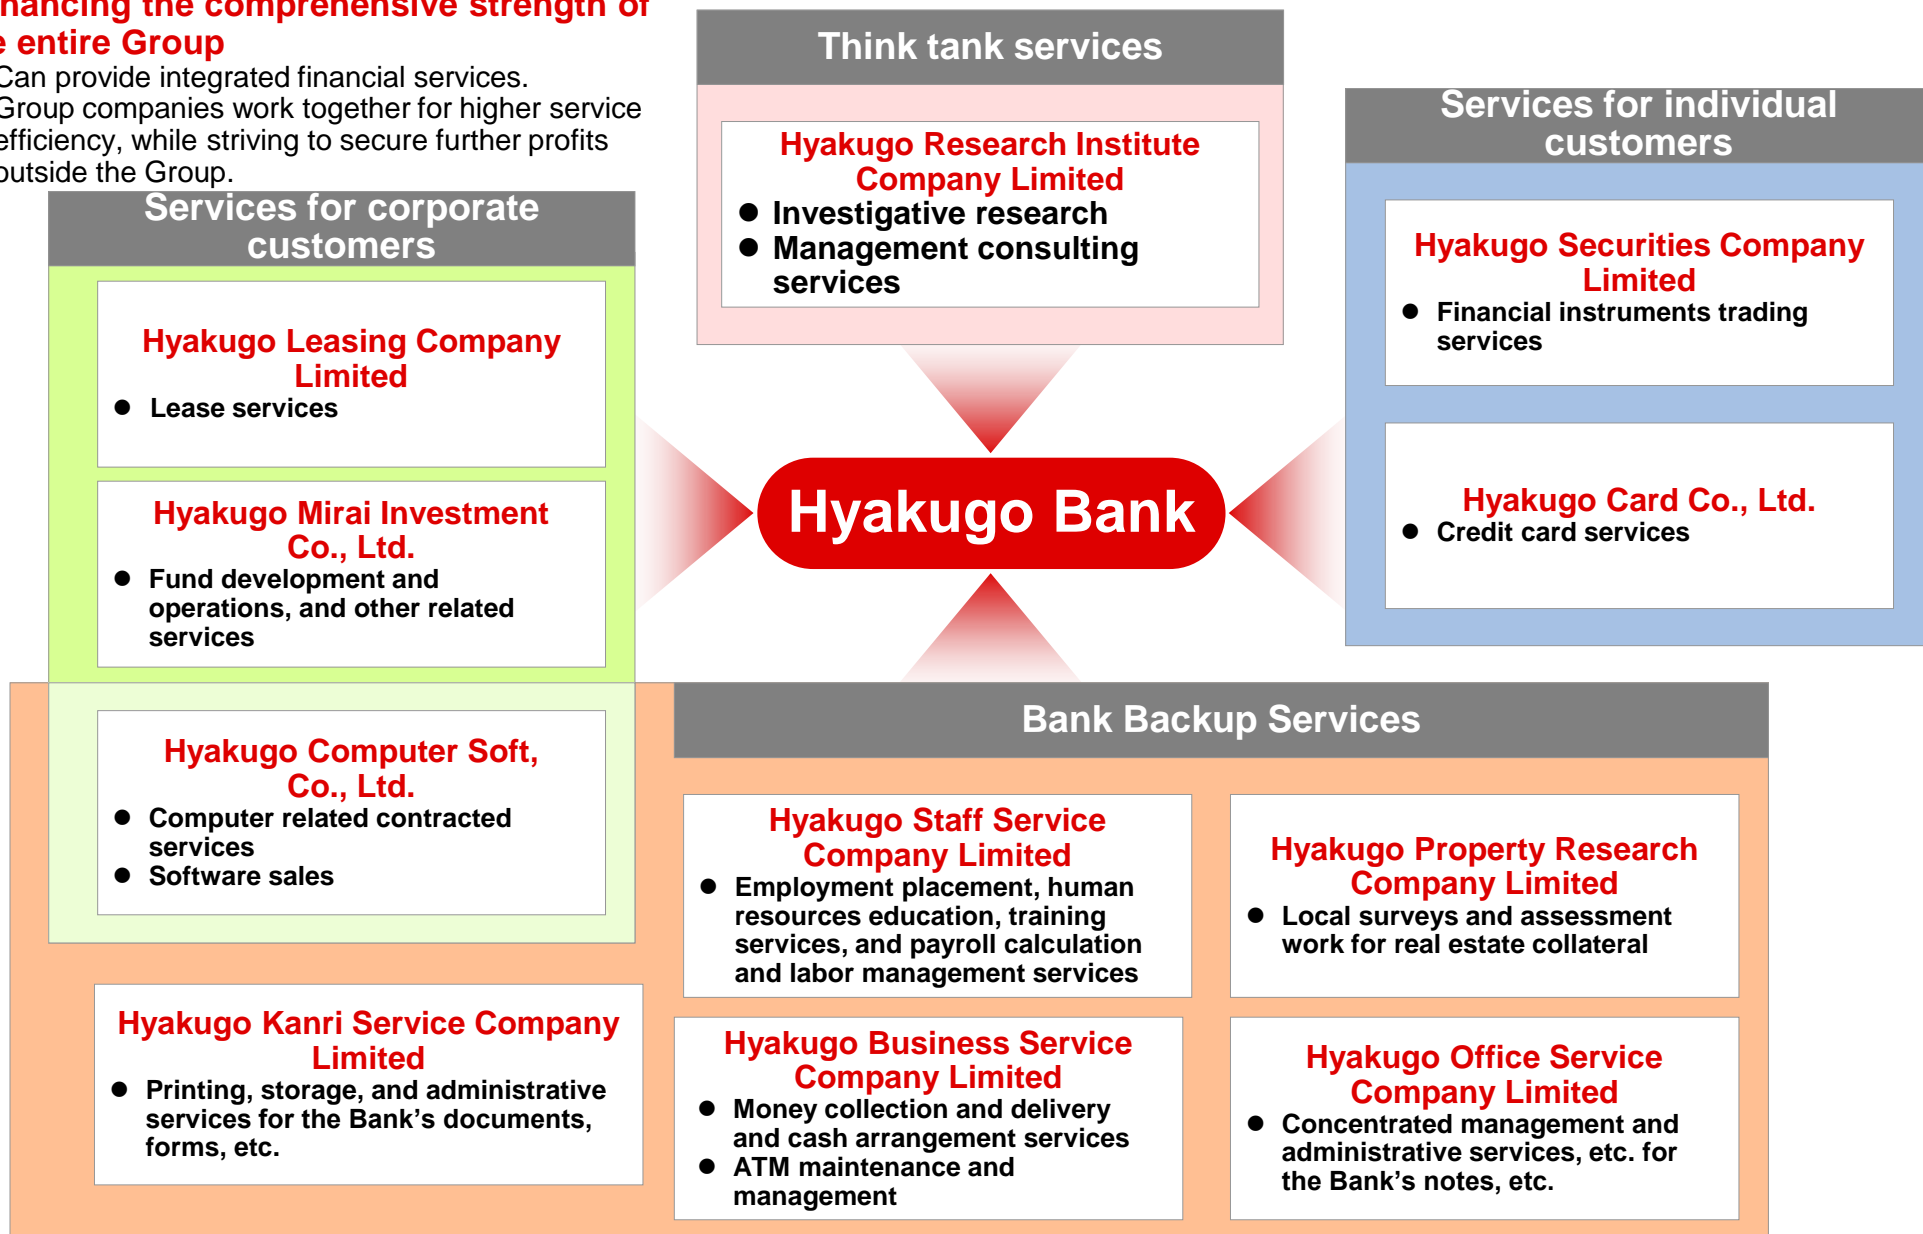 hancing the comprehensive strength of
e entire Group
Can provide integrated financial services.
Group companies work together for higher service
efficiency, while striving to secure further profits
outside the Group.
Think tank services
Hyakugo Research Institute
Company Limited
● Investigative research
● Management consulting
services
Services for individual
customers
Hyakugo Securities Company
Limited
● Financial instruments trading
services
Hyakugo Card Co., Ltd.
● Credit card services
Services for corporate
customers
Hyakugo Leasing Company
Limited
● Lease services
Hyakugo Mirai Investment
Co., Ltd.
● Fund development and
operations, and other related
services
Hyakugo Bank
Hyakugo Computer Soft,
Co., Ltd.
● Computer related contracted
services
● Software sales
Hyakugo Kanri Service Company
Limited
● Printing, storage, and administrative
services for the Bank’s documents,
forms, etc.
Bank Backup Services
Hyakugo Staff Service
Company Limited
● Employment placement, human
resources education, training
services, and payroll calculation
and labor management services
Hyakugo Property Research
Company Limited
● Local surveys and assessment
work for real estate collateral
Hyakugo Business Service
Company Limited
● Money collection and delivery
and cash arrangement services
● ATM maintenance and
management
Hyakugo Office Service
Company Limited
● Concentrated management and
administrative services, etc. for
the Bank’s notes, etc.